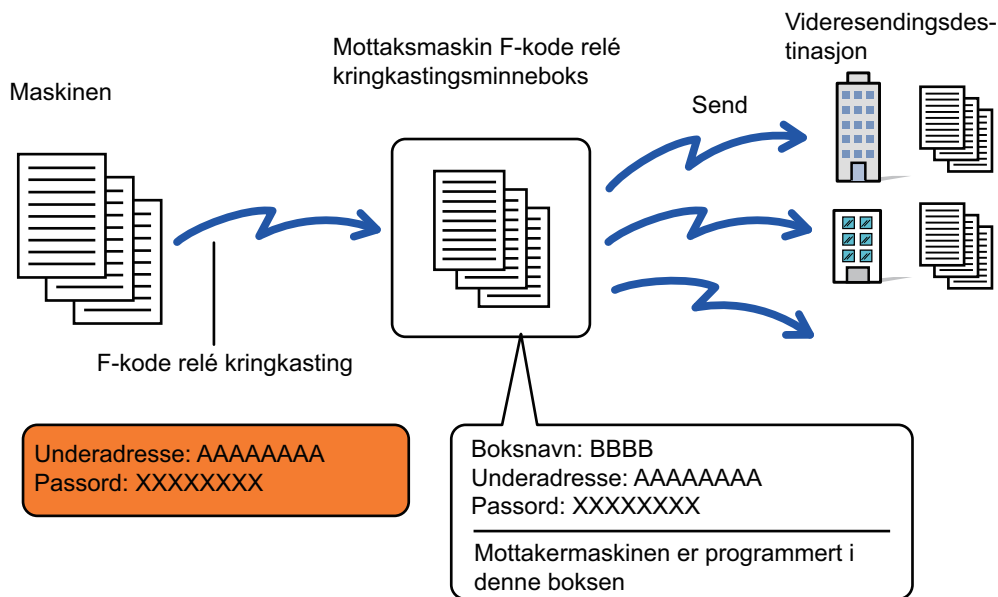 Maskinen
Mottaksmaskin F-kode relé
kringkastingsminneboks
Videresendingsdes-
tinasjon
Send
F-kode relé kringkasting
Underadresse: AAAAAAAA
Passord: XXXXXXXX
Boksnavn: BBBB
Underadresse: AAAAAAAA
Passord: XXXXXXXX
Mottakermaskinen er programmert i
denne boksen